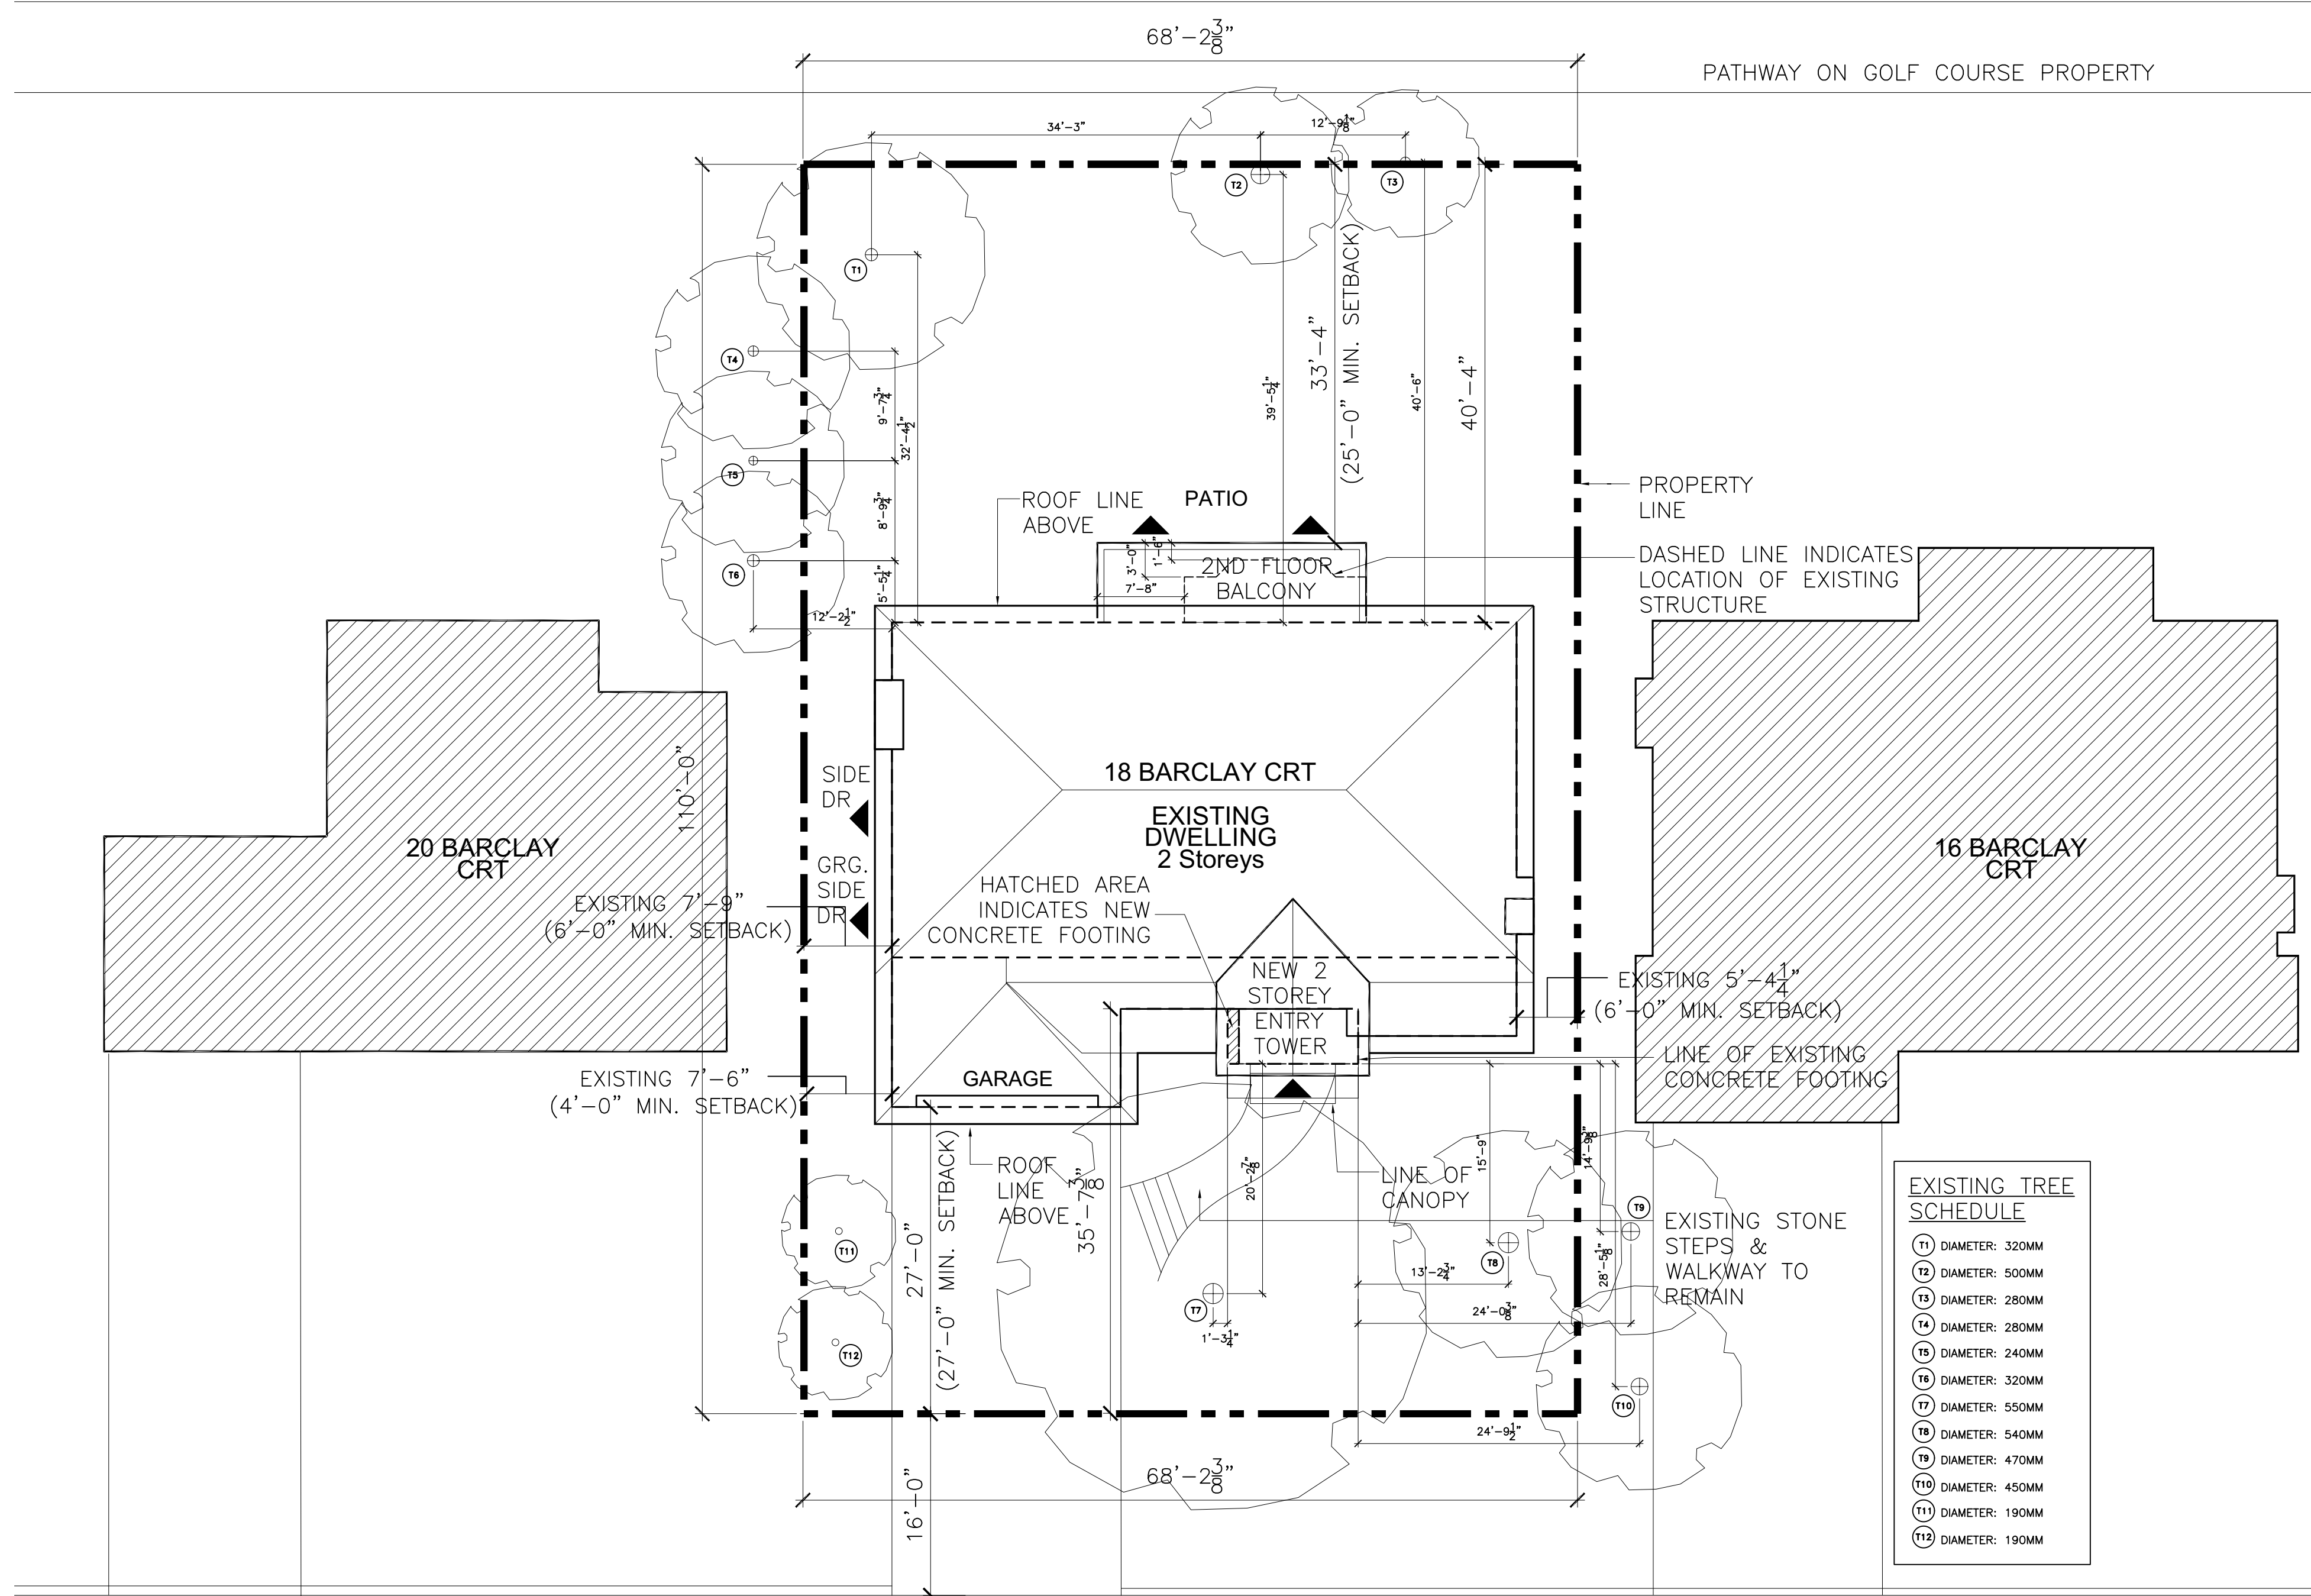 68'-2 3/8"
PATHWAY ON GOLF COURSE PROPERTY
34'-3"
12'-9 1/8"
T1
T2
T3
T4
T5
T6
9'-7 3/4"
32'-4 1/2"
8'-9 3/4"
5'-5 1/4"
12'-2 1/2"
39'-5 1/4"
33'-4"
(25'-0" MIN. SETBACK)
40'-6"
40'-4"
110'-0"
ROOF LINE
ABOVE
PATIO
3'-0"
1'-6"
7'-8"
2ND FLOOR
BALCONY
PROPERTY
LINE
DASHED LINE INDICATES
LOCATION OF EXISTING
STRUCTURE
20 BARCLAY
CRT
SIDE
DR
GRG.
SIDE
DR
18 BARCLAY CRT
EXISTING
DWELLING
2 Storeys
16 BARCLAY
CRT
HATCHED AREA
INDICATES NEW
CONCRETE FOOTING
EXISTING 7'-9"
(6'-0" MIN. SETBACK)
NEW 2
STOREY
ENTRY
TOWER
EXISTING 5'-4 1/4"
(6'-0" MIN. SETBACK)
LINE OF EXISTING
CONCRETE FOOTING
EXISTING 7'-6"
(4'-0" MIN. SETBACK)
GARAGE
ROOF
LINE
ABOVE
27'-0"
(27'-0" MIN. SETBACK)
35'-7 3/8"
20'-2 7/8"
LINE OF
CANOPY
15'-9"
14'-9 3/8"
28'-5 1/8"
T7
T8
T9
T10
T11
T12
1'-3 1/4"
13'-2 3/4"
24'-0 3/8"
24'-9 1/2"
EXISTING STONE
STEPS &
WALKWAY TO
REMAIN
68'-2 3/8"
16'-0"
EXISTING TREE
SCHEDULE
T1 DIAMETER: 320MM
T2 DIAMETER: 500MM
T3 DIAMETER: 280MM
T4 DIAMETER: 280MM
T5 DIAMETER: 240MM
T6 DIAMETER: 320MM
T7 DIAMETER: 550MM
T8 DIAMETER: 540MM
T9 DIAMETER: 470MM
T10 DIAMETER: 450MM
T11 DIAMETER: 190MM
T12 DIAMETER: 190MM